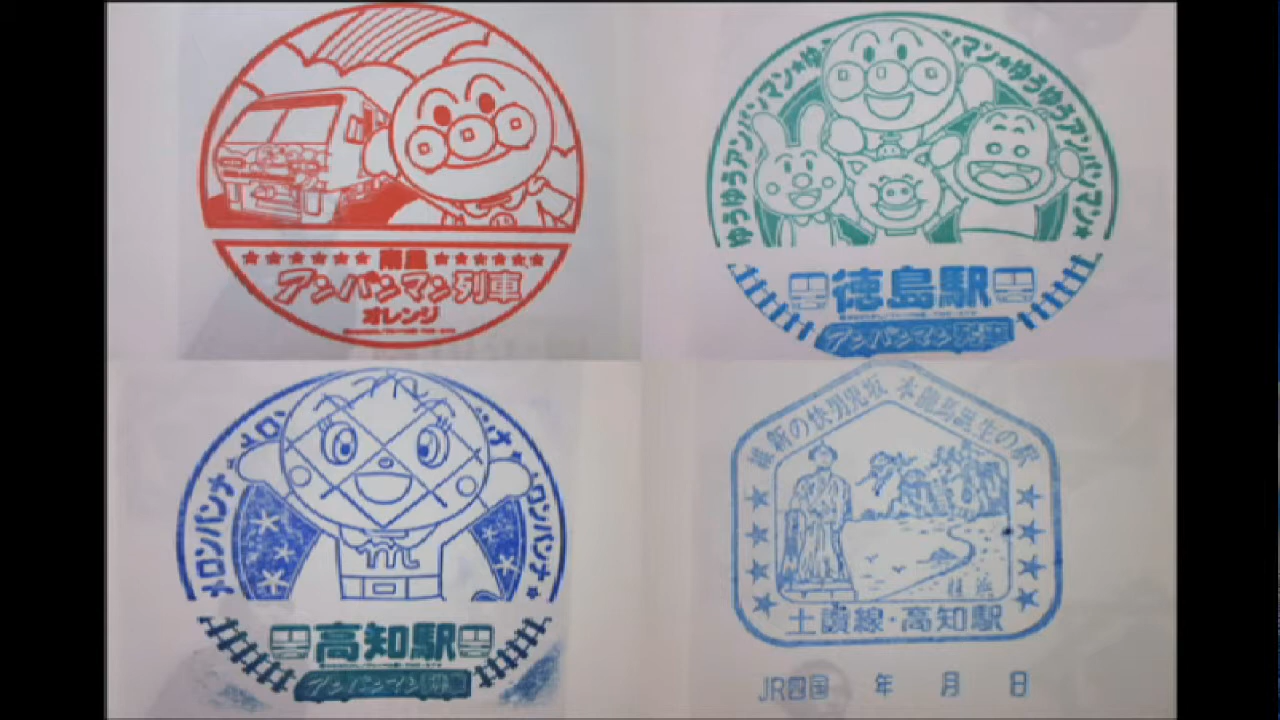 南風
アンパンマン列車
オレンジ
ゆうゆうアンパンマン★ゆ
ンマン★ゆうゆうアンパンマン★
徳島駅
アンパンマン列車
メロンパンナ★メロ
ンナ★メロンパンナ★
高知駅
アンパンマン列車
維新の快男児坂本龍馬誕生の駅
桂浜
土讃線・高知駅
JR四国 年 月 日